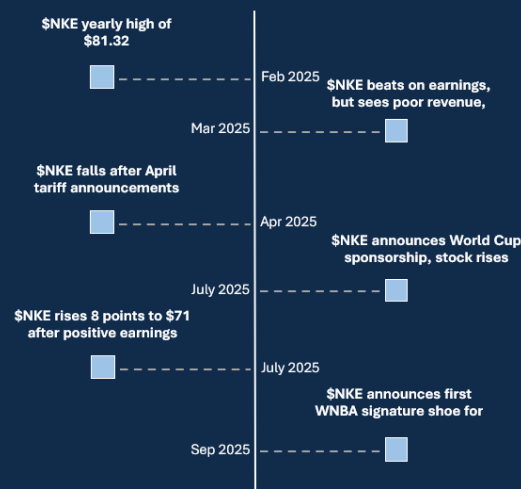 $NKE yearly high of
$81.32
Feb 2025
$NKE beats on earnings,
but sees poor revenue,
Mar 2025
$NKE falls after April
tariff announcements
Apr 2025
$NKE announces World Cup
sponsorship, stock rises
July 2025
$NKE rises 8 points to $71
after positive earnings
July 2025
$NKE announces first
WNBA signature shoe for
Sep 2025